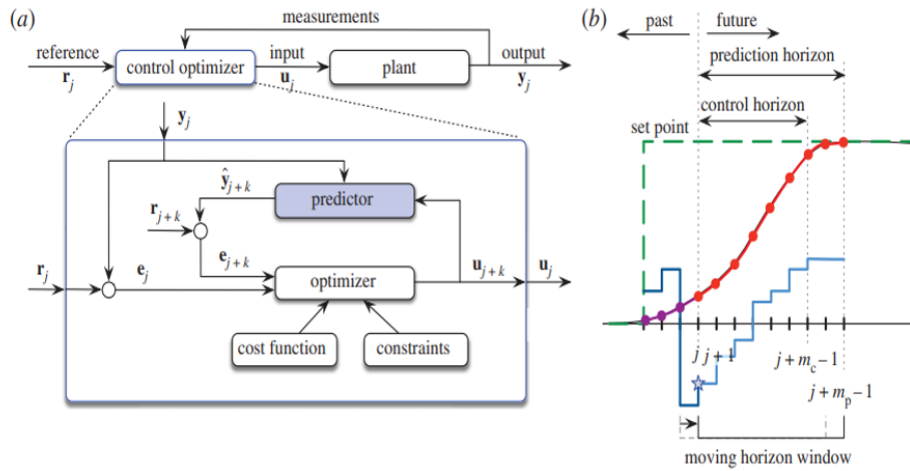 (a)
measurements
reference
r_j
control optimizer
input
u_j
plant
output
y_j
y_j
ŷ_{j+k}
predictor
r_{j+k}
e_{j+k}
r_j
e_j
optimizer
u_{j+k}
u_j
cost function
constraints
(b)
past
future
prediction horizon
control horizon
set point
j j + 1
j + m_c – 1
j + m_p – 1
moving horizon window